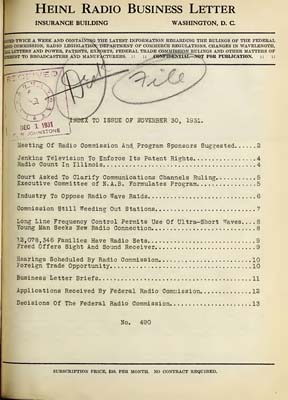 HEINL RADIO BUSINESS LETTER
INSURANCE BUILDING WASHINGTON, D. C.
ISSUED TWICE A WEEK AND CONTAINING THE LATEST INFORMATION REGARDING THE RULINGS OF THE FEDERAL
RADIO COMMISSION, RADIO LEGISLATION, DEPARTMENT OF COMMERCE REGULATIONS, CHANGES IN WAVELENGTH,
CALL LETTERS AND POWER, PATENTS, EXPORTS, FEDERAL TRADE COMMISSION RULINGS AND OTHER MATTERS OF
INTEREST TO BROADCASTERS AND MANUFACTURERS. :: :: CONFIDENTIAL—NOT FOR PUBLICATION. :: ::
File
RECEIVED
DEC 1 1931
JOHNSTONE
INDEX TO ISSUE OF NOVEMBER 30, 1931.
Meeting Of Radio Commission And Program Sponsors Suggested......2
Jenkins Television To Enforce Its Patent Rights.................4
Radio Count In Illinois.........................................4
Court Asked To Clarify Communications Channels Ruling...........5
Executive Committee of N.A.B. Formulates Program................5
Industry To Oppose Radio Wave Raids.............................6
Commission Still Weeding Out Stations...........................7
Long Line Frequency Control Permits Use Of Ultra-Short Waves....8
Young Man Seeks New Radio Connection............................8
12,078,346 Families Have Radio Sets.............................9
Freed Offers Sight And Sound Receiver...........................9
Hearings Scheduled By Radio Commission.........................10
Foreign Trade Opportunity......................................10
Business Letter Briefs.........................................11
Applications Received By Federal Radio Commission..............12
Decisions Of The Federal Radio Commission......................13
No. 490
SUBSCRIPTION PRICE, $10. PER MONTH. NO CONTRACT REQUIRED.